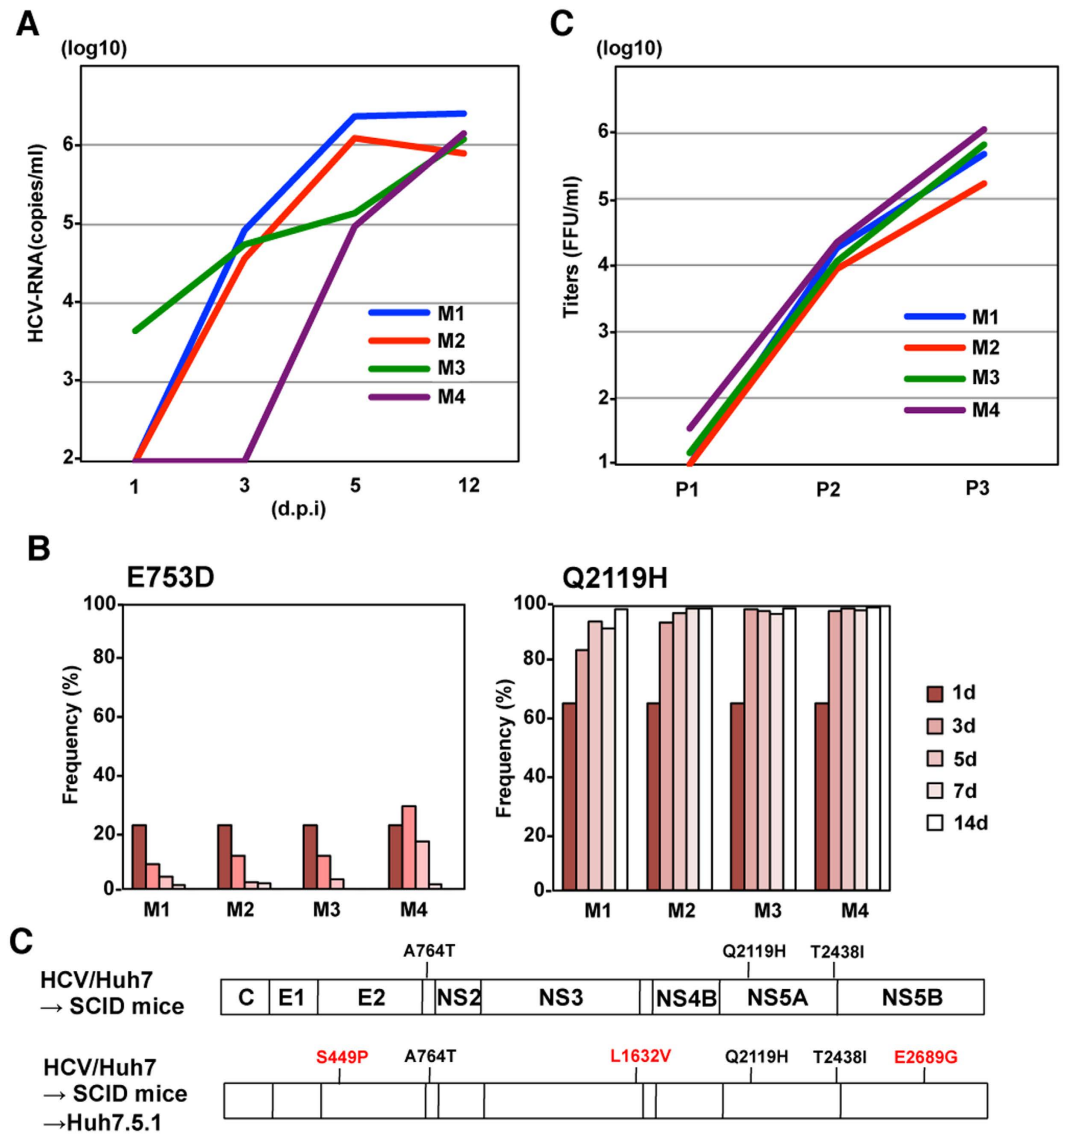 A
(log10)
HCV-RNA(copies/ml)
6
5
4
3
2
1 3 5 12
(d.p.i)
M1
M2
M3
M4
C
(log10)
Titers (FFU/ml)
6
5
4
3
2
1
P1 P2 P3
M1
M2
M3
M4
B
E753D
Frequency (%)
100
80
60
40
20
0
M1 M2 M3 M4
Q2119H
Frequency (%)
100
80
60
40
20
0
M1 M2 M3 M4
1d
3d
5d
7d
14d
C
A764T Q2119H T2438I
HCV/Huh7
→ SCID mice
C E1 E2 NS2 NS3 NS4B NS5A NS5B
S449P A764T L1632V Q2119H T2438I E2689G
HCV/Huh7
→ SCID mice
→Huh7.5.1